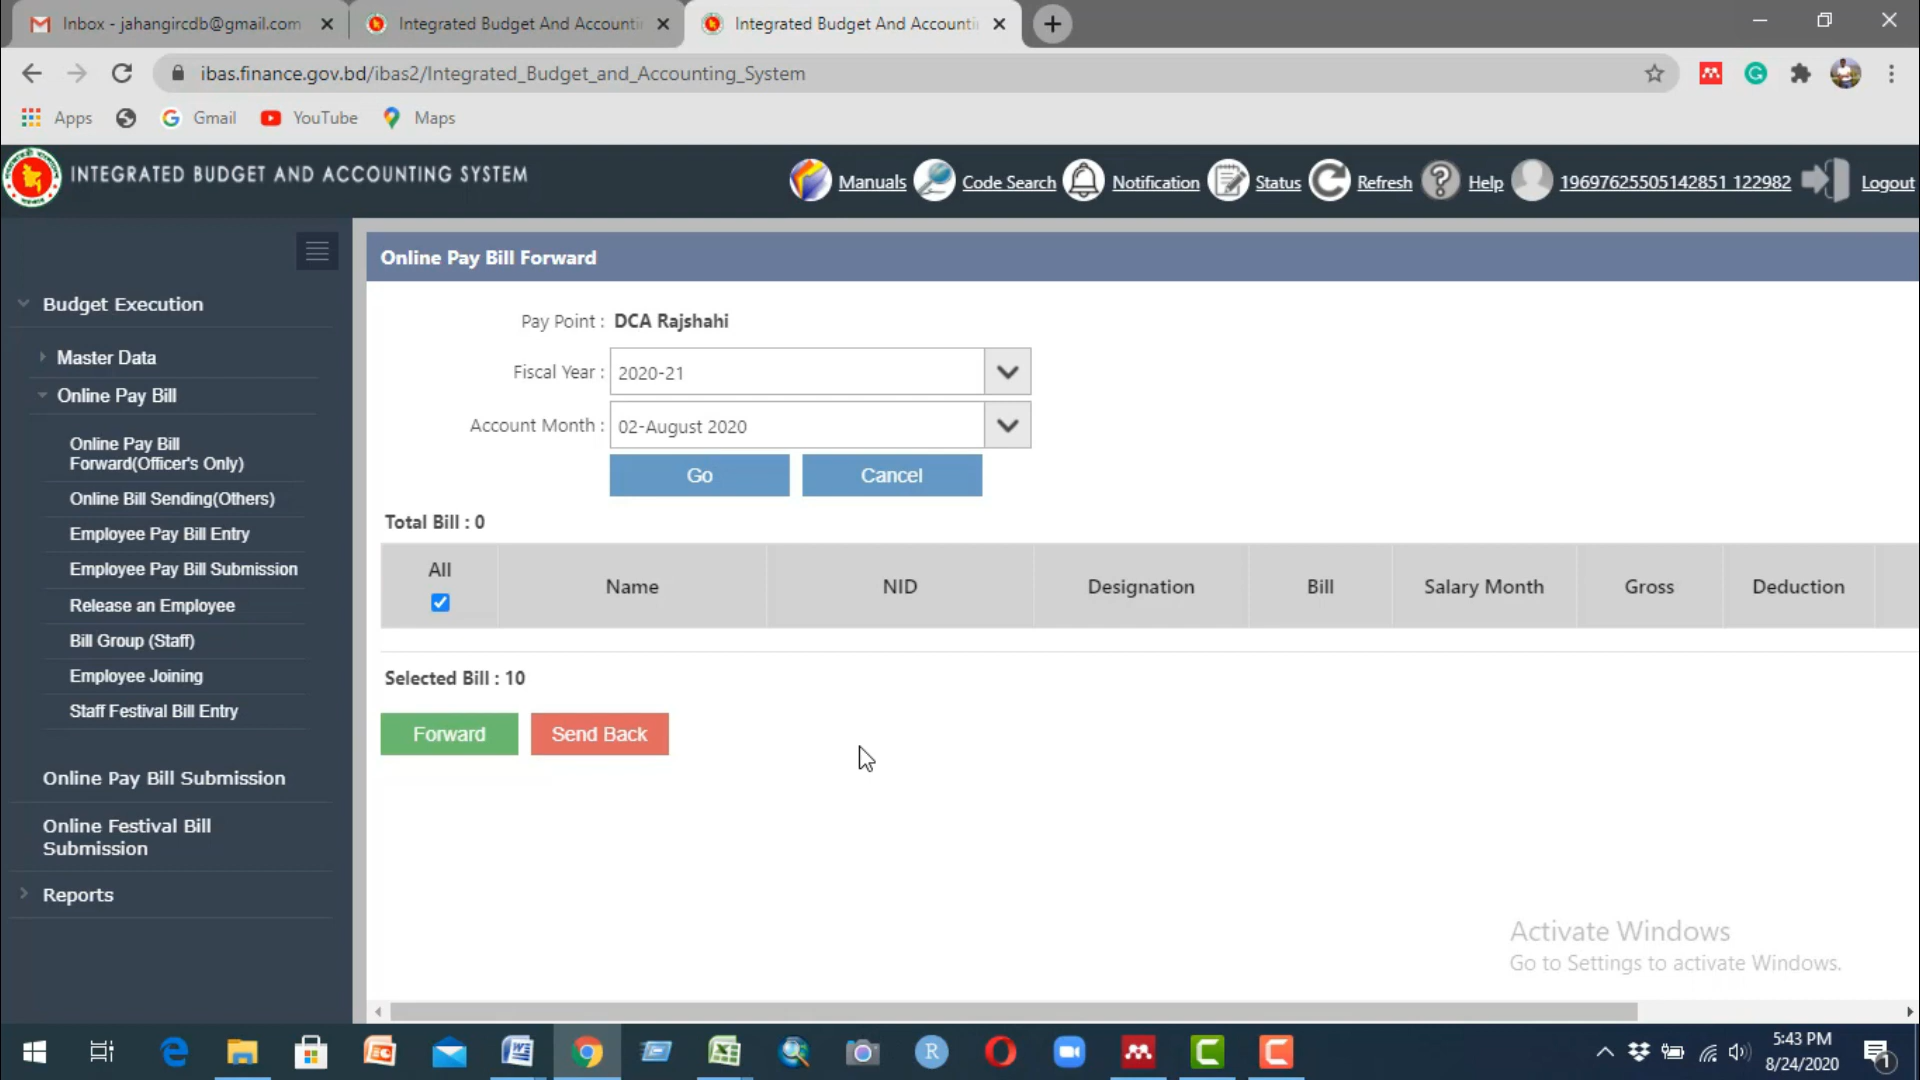 Inbox - jahangircdb@gmail.com
Integrated Budget And Accounti
Integrated Budget And Accounti
ibas.finance.gov.bd/ibas2/Integrated_Budget_and_Accounting_System
Apps
Gmail
YouTube
Maps
INTEGRATED BUDGET AND ACCOUNTING SYSTEM
Manuals
Code Search
Notification
Status
Refresh
Help
19697625505142851 122982
Logout
Budget Execution
Master Data
Online Pay Bill
Online Pay Bill
Forward(Officer's Only)
Online Bill Sending(Others)
Employee Pay Bill Entry
Employee Pay Bill Submission
Release an Employee
Bill Group (Staff)
Employee Joining
Staff Festival Bill Entry
Online Pay Bill Submission
Online Festival Bill
Submission
Reports
Online Pay Bill Forward
Pay Point : DCA Rajshahi
Fiscal Year : 2020-21
Account Month : 02-August 2020
Go
Cancel
Total Bill : 0
All
Name
NID
Designation
Bill
Salary Month
Gross
Deduction
Selected Bill : 10
Forward
Send Back
Activate Windows
Go to Settings to activate Windows.
5:43 PM
8/24/2020
1